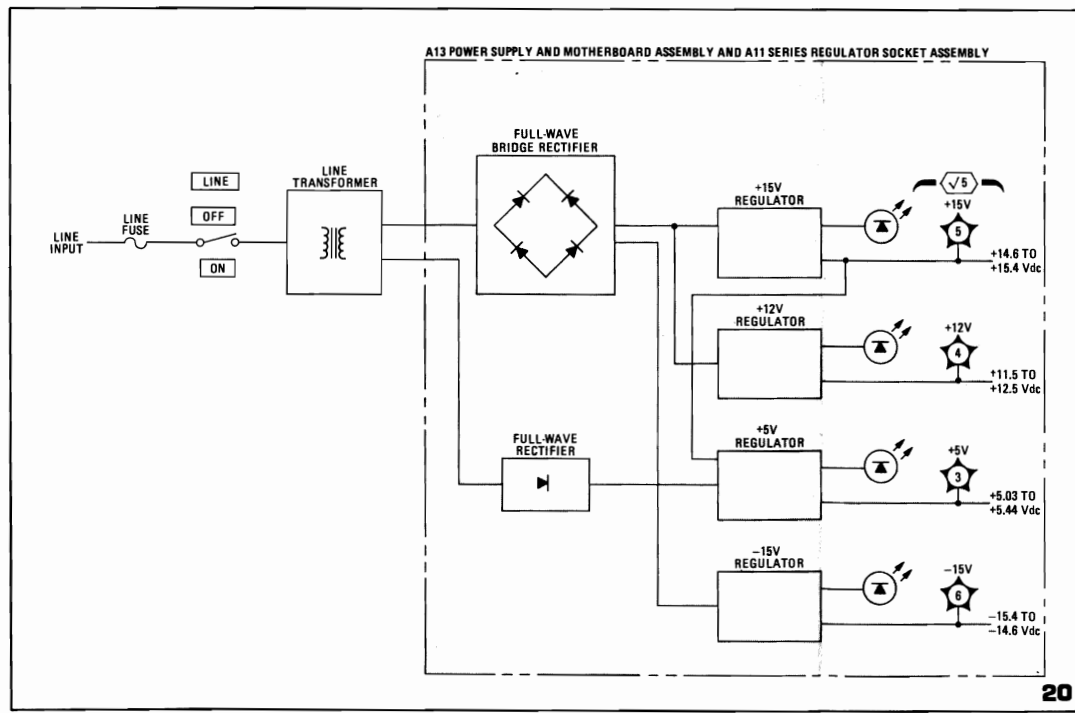 A13 POWER SUPPLY AND MOTHERBOARD ASSEMBLY AND A11 SERIES REGULATOR SOCKET ASSEMBLY
LINE
INPUT
LINE
FUSE
LINE
OFF
ON
LINE
TRANSFORMER
FULL-WAVE
BRIDGE RECTIFIER
FULL-WAVE
RECTIFIER
+15V
REGULATOR
√5
+15V
5
+14.6 TO
+15.4 Vdc
+12V
REGULATOR
+12V
4
+11.5 TO
+12.5 Vdc
+5V
REGULATOR
+5V
3
+5.03 TO
+5.44 Vdc
−15V
REGULATOR
−15V
6
−15.4 TO
−14.6 Vdc
20